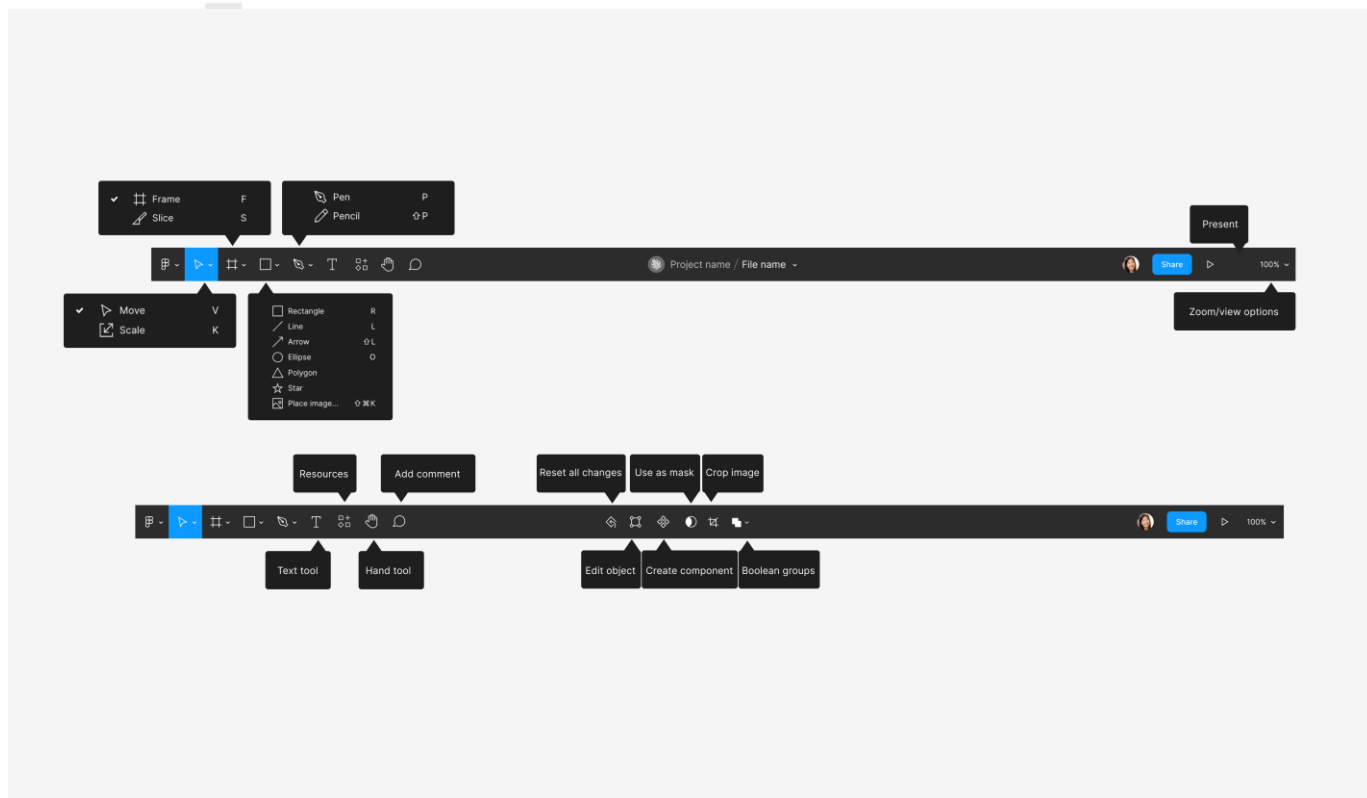 Frame F
Slice S
Pen P
Pencil ⇧P
Present
T
Project name / File name
Share
100%
Move V
Scale K
Rectangle R
Line L
Arrow ⇧L
Ellipse O
Polygon
Star
Place image... ⇧⌘K
Zoom/view options
Resources
Add comment
Reset all changes
Use as mask
Crop image
T
Share
100%
Text tool
Hand tool
Edit object
Create component
Boolean groups